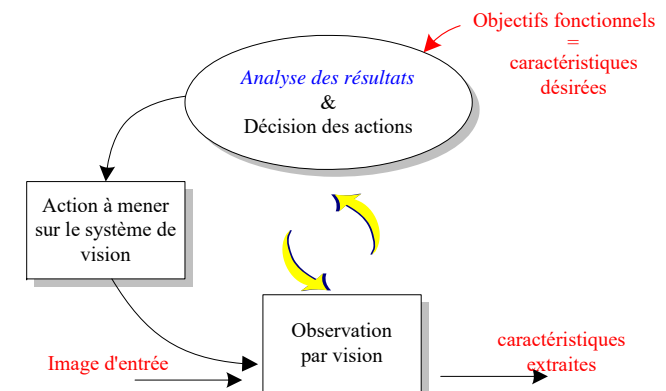 Objectifs fonctionnels
=
caractéristiques
désirées
Analyse des résultats
&
Décision des actions
Action à mener
sur le système de
vision
Observation
par vision
Image d'entrée
caractéristiques
extraites